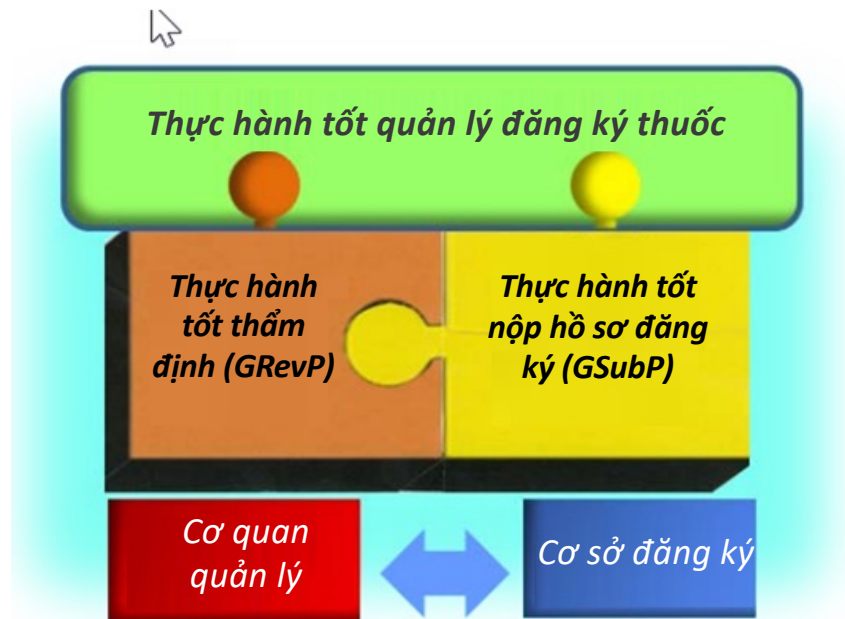 Thực hành tốt quản lý đăng ký thuốc
Thực hành
tốt thẩm
định (GRevP)
Thực hành tốt
nộp hồ sơ đăng
ký (GSubP)
Cơ quan
quản lý
Cơ sở đăng ký